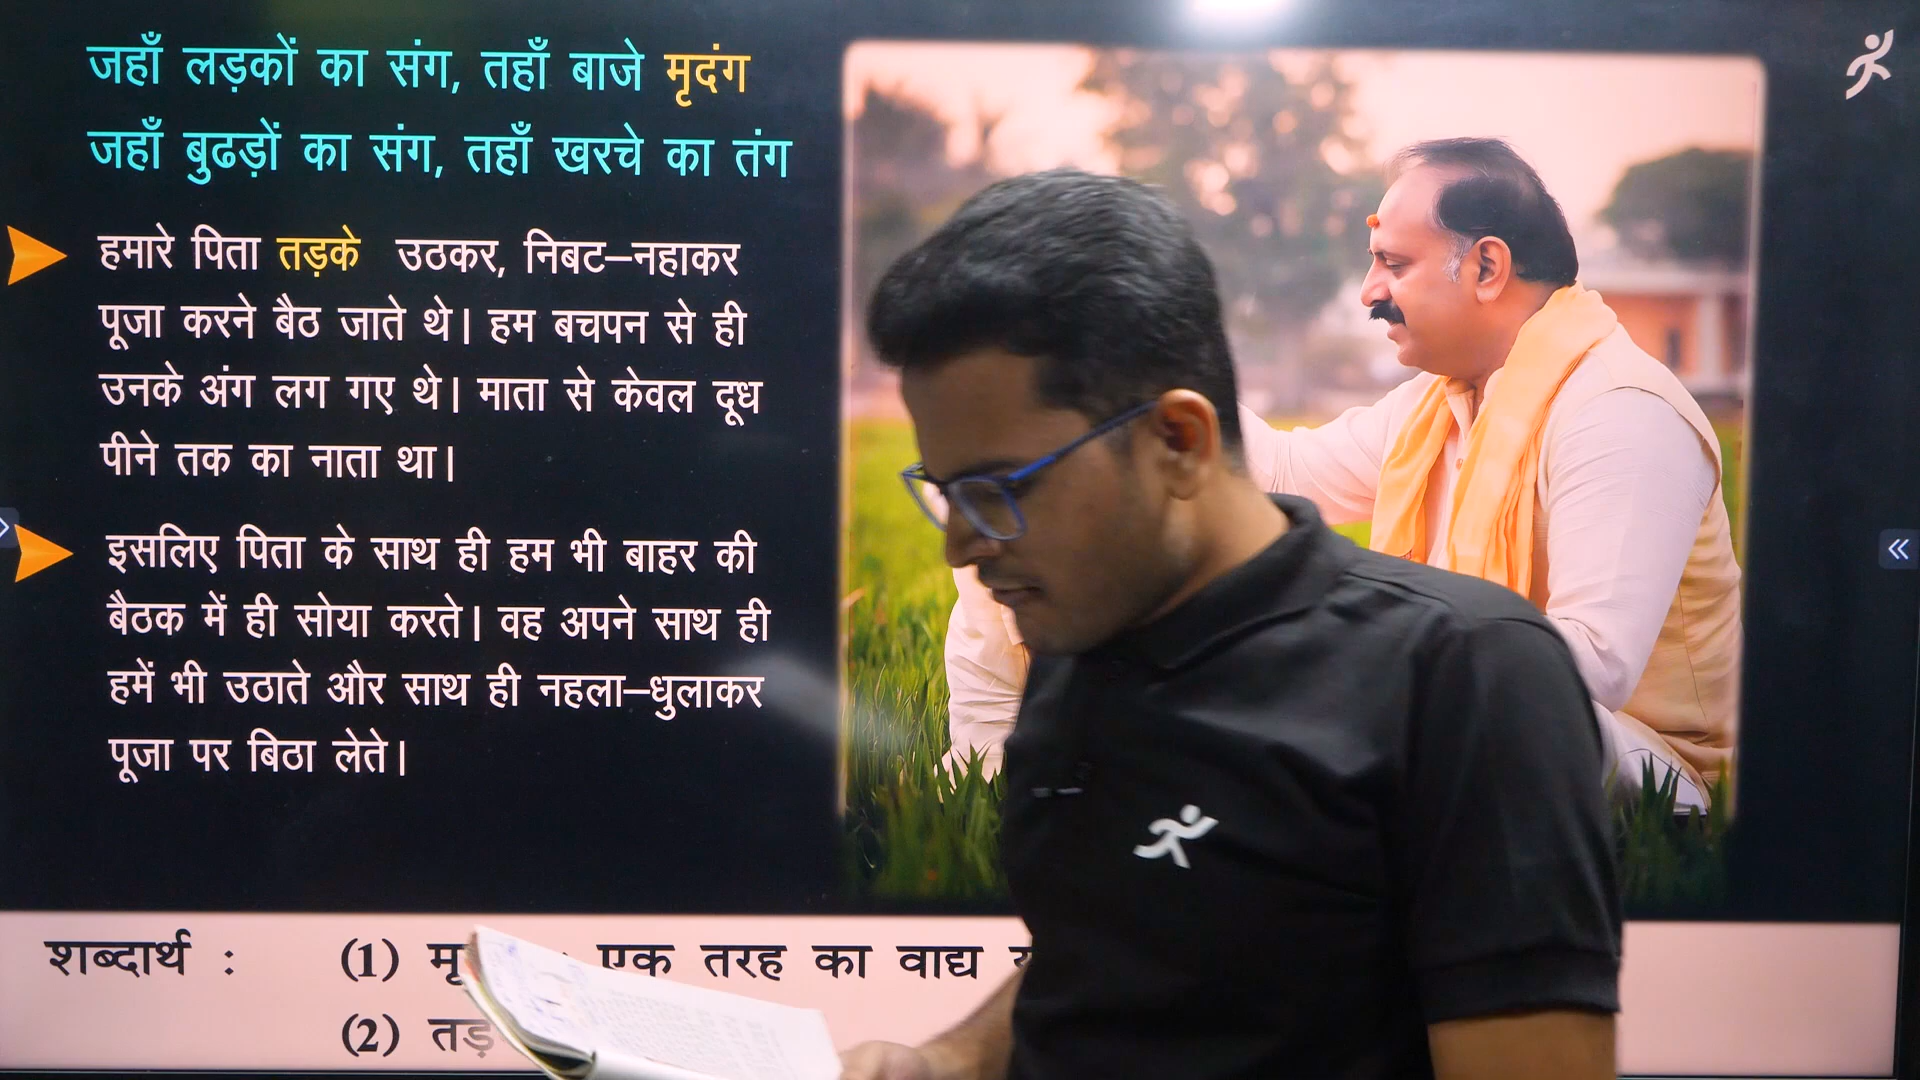 जहाँ लड़कों का संग, तहाँ बाजे मृदंग
जहाँ बुढडों का संग, तहाँ खरचे का तंग
हमारे पिता तड़के उठकर, निबट–नहाकर
पूजा करने बैठ जाते थे। हम बचपन से ही
उनके अंग लग गए थे। माता से केवल दूध
पीने तक का नाता था।
इसलिए पिता के साथ ही हम भी बाहर की
बैठक में ही सोया करते। वह अपने साथ ही
हमें भी उठाते और साथ ही नहला–धुलाकर
पूजा पर बिठा लेते।
शब्दार्थ : (1) : एक तरह का वाद्य
(2)